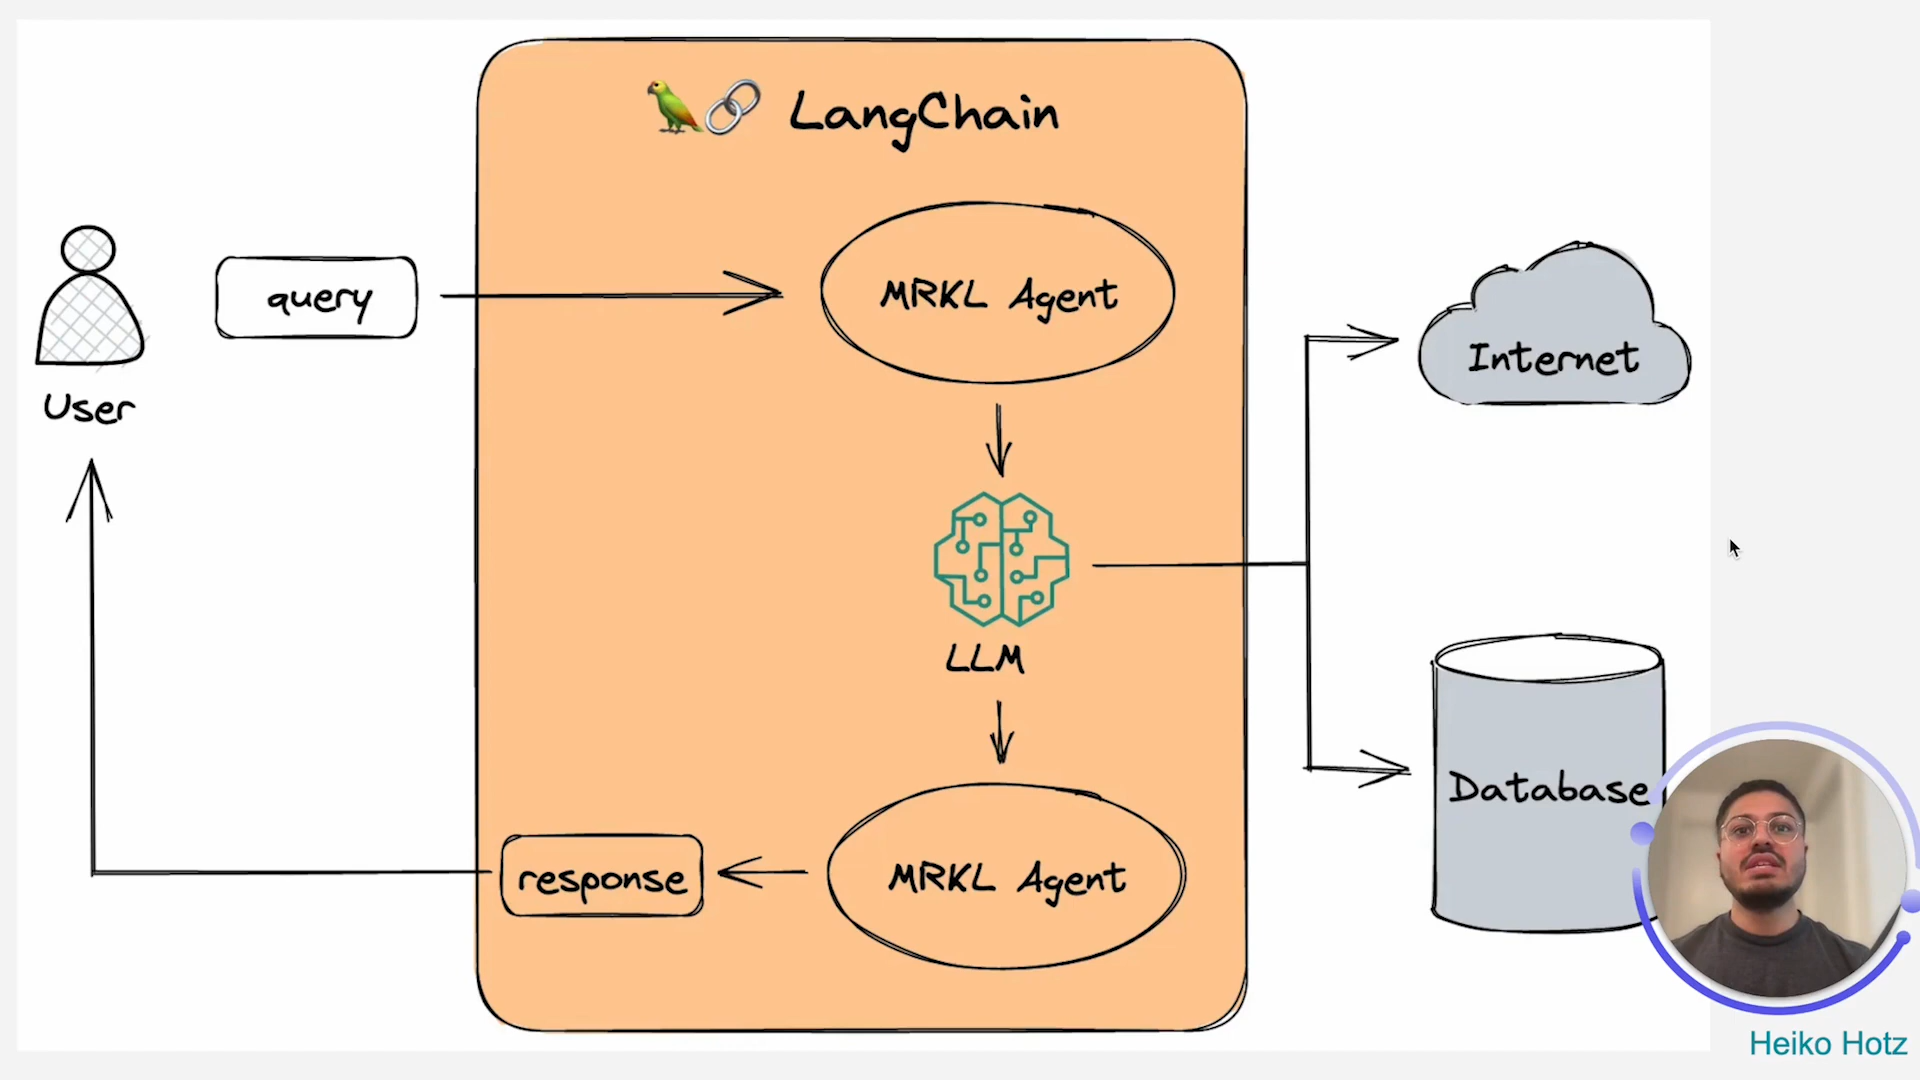 LangChain
query
MRKL Agent
User
Internet
LLM
Database
response
MRKL Agent
Heiko Hotz